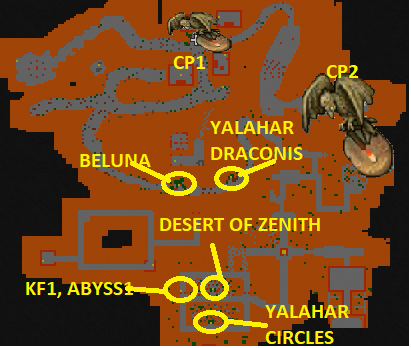 CP1
CP2
YALAHAR
DRACONIS
BELUNA
DESERT OF ZENITH
KF1, ABYSS1
YALAHAR
CIRCLES